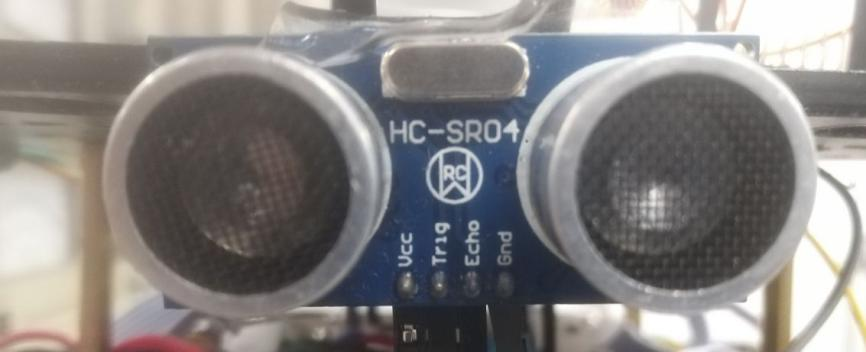 HC-SR04
RC
Vcc
Trig
Echo
Gnd